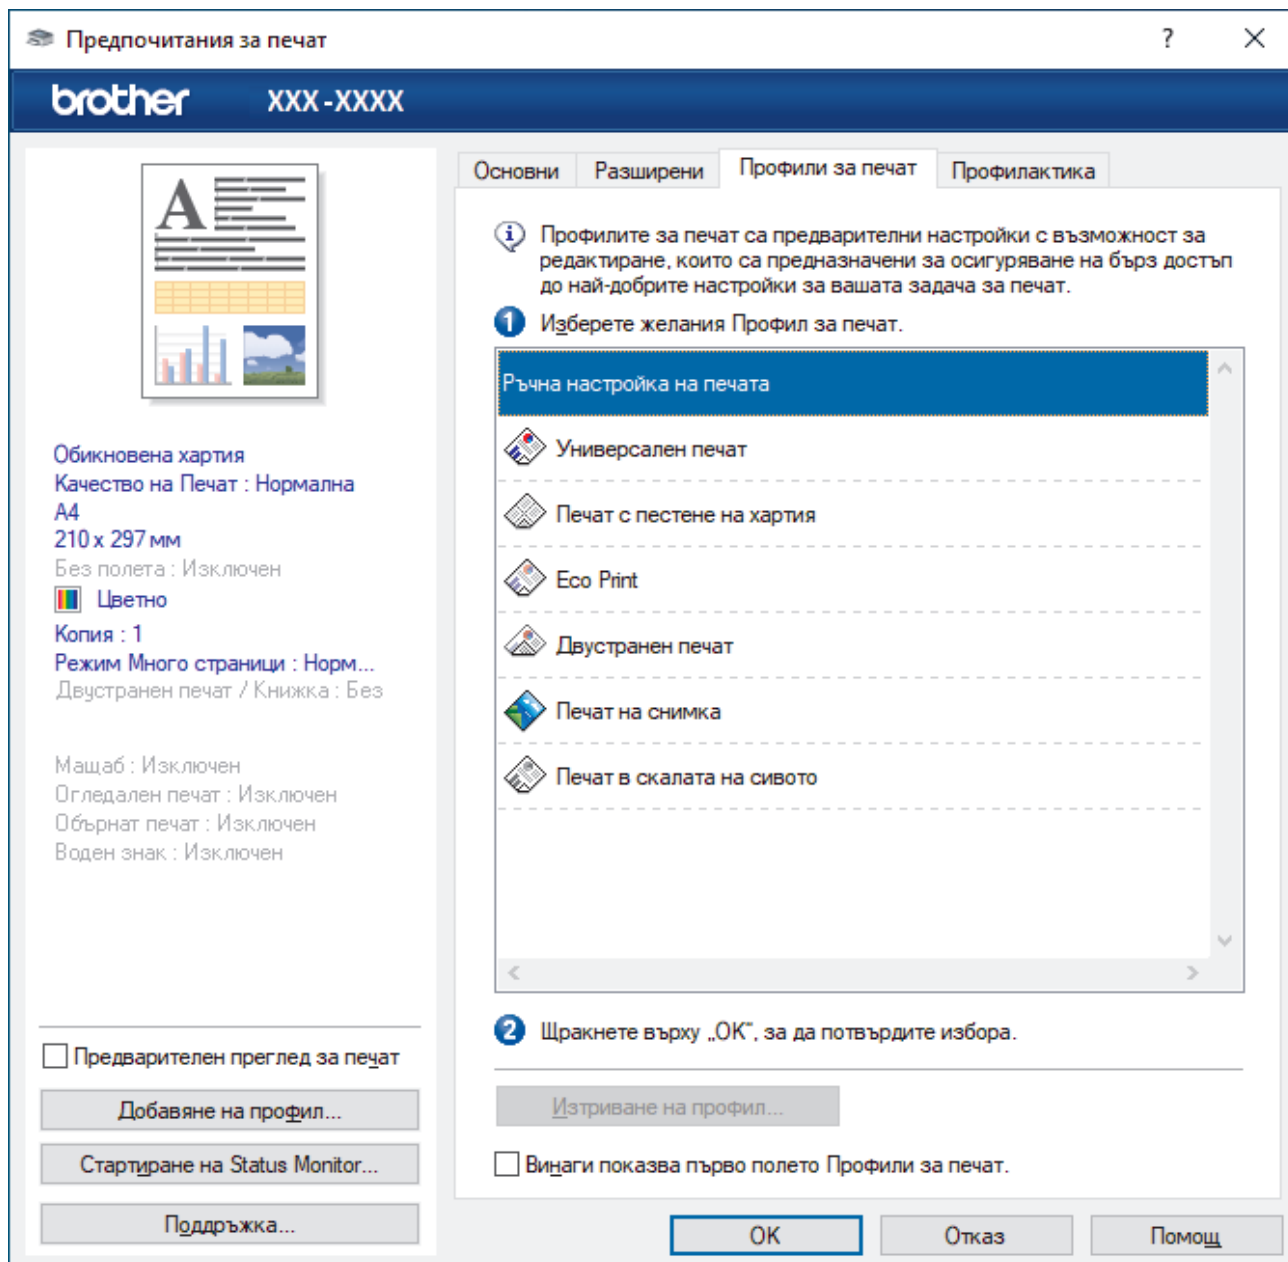 Предпочитания за печат
?
brother XXX-XXXX
A
Обикновена хартия
Качество на Печат : Нормална
A4
210 x 297 мм
Без полета : Изключен
Цветно
Копия : 1
Режим Много страници : Норм...
Двустранен печат / Книжка : Без
Мащаб : Изключен
Огледален печат : Изключен
Обърнат печат : Изключен
Воден знак : Изключен
Предварителен преглед за печат
Добавяне на профил...
Стартиране на Status Monitor...
Поддръжка...
Основни Разширени Профили за печат Профилактика
Профилите за печат са предварителни настройки с възможност за
редактиране, които са предназначени за осигуряване на бърз достъп
до най-добрите настройки за вашата задача за печат.
1 Изберете желания Профил за печат.
Ръчна настройка на печата
Универсален печат
Печат с пестене на хартия
Eco Print
Двустранен печат
Печат на снимка
Печат в скалата на сивото
2 Щракнете върху „OK“, за да потвърдите избора.
Изтриване на профил...
Винаги показва първо полето Профили за печат.
OK Отказ Помощ